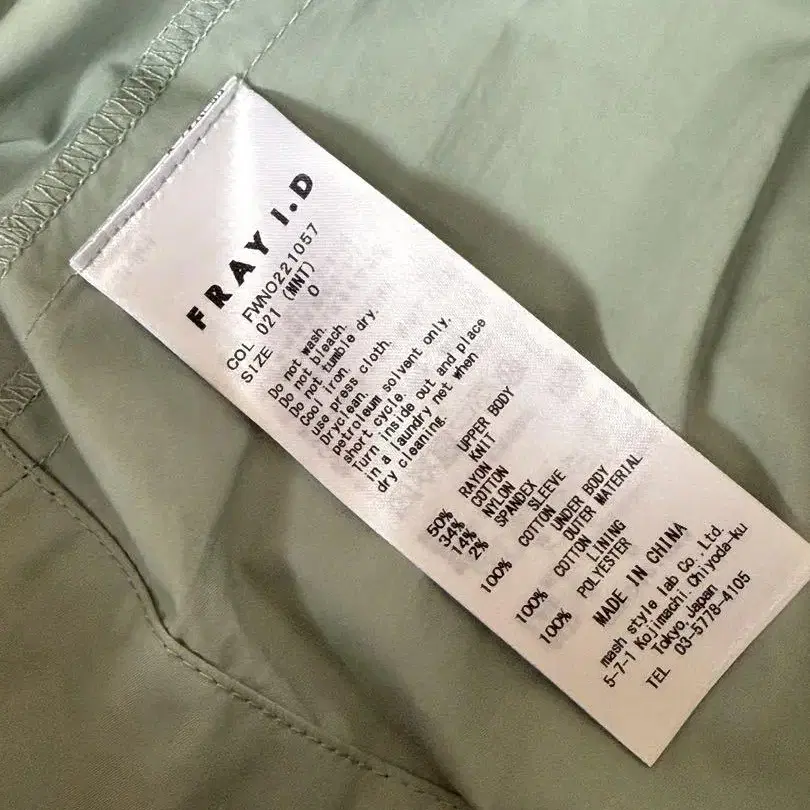 FRAY I.D
FWNO221057
COL 021 (MNT)
SIZE 0
Do not wash.
Do not bleach.
Do not tumble dry.
Cool iron.
use press cloth.
Dryclean,
petroleum solvent only.
short cycle.
Turn inside out and place
in a laundry net when
dry cleaning.
UPPER BODY
KNIT
50% RAYON
34% COTTON
14% NYLON
2% SPANDEX
SLEEVE
100% COTTON
UNDER BODY
OUTER MATERIAL
100% COTTON
LINING
100% POLYESTER
MADE IN CHINA
mash style lab Co., Ltd.
5-7-1 Kojimachi, Chiyoda-ku
Tokyo, Japan
TEL 03-5778-4105